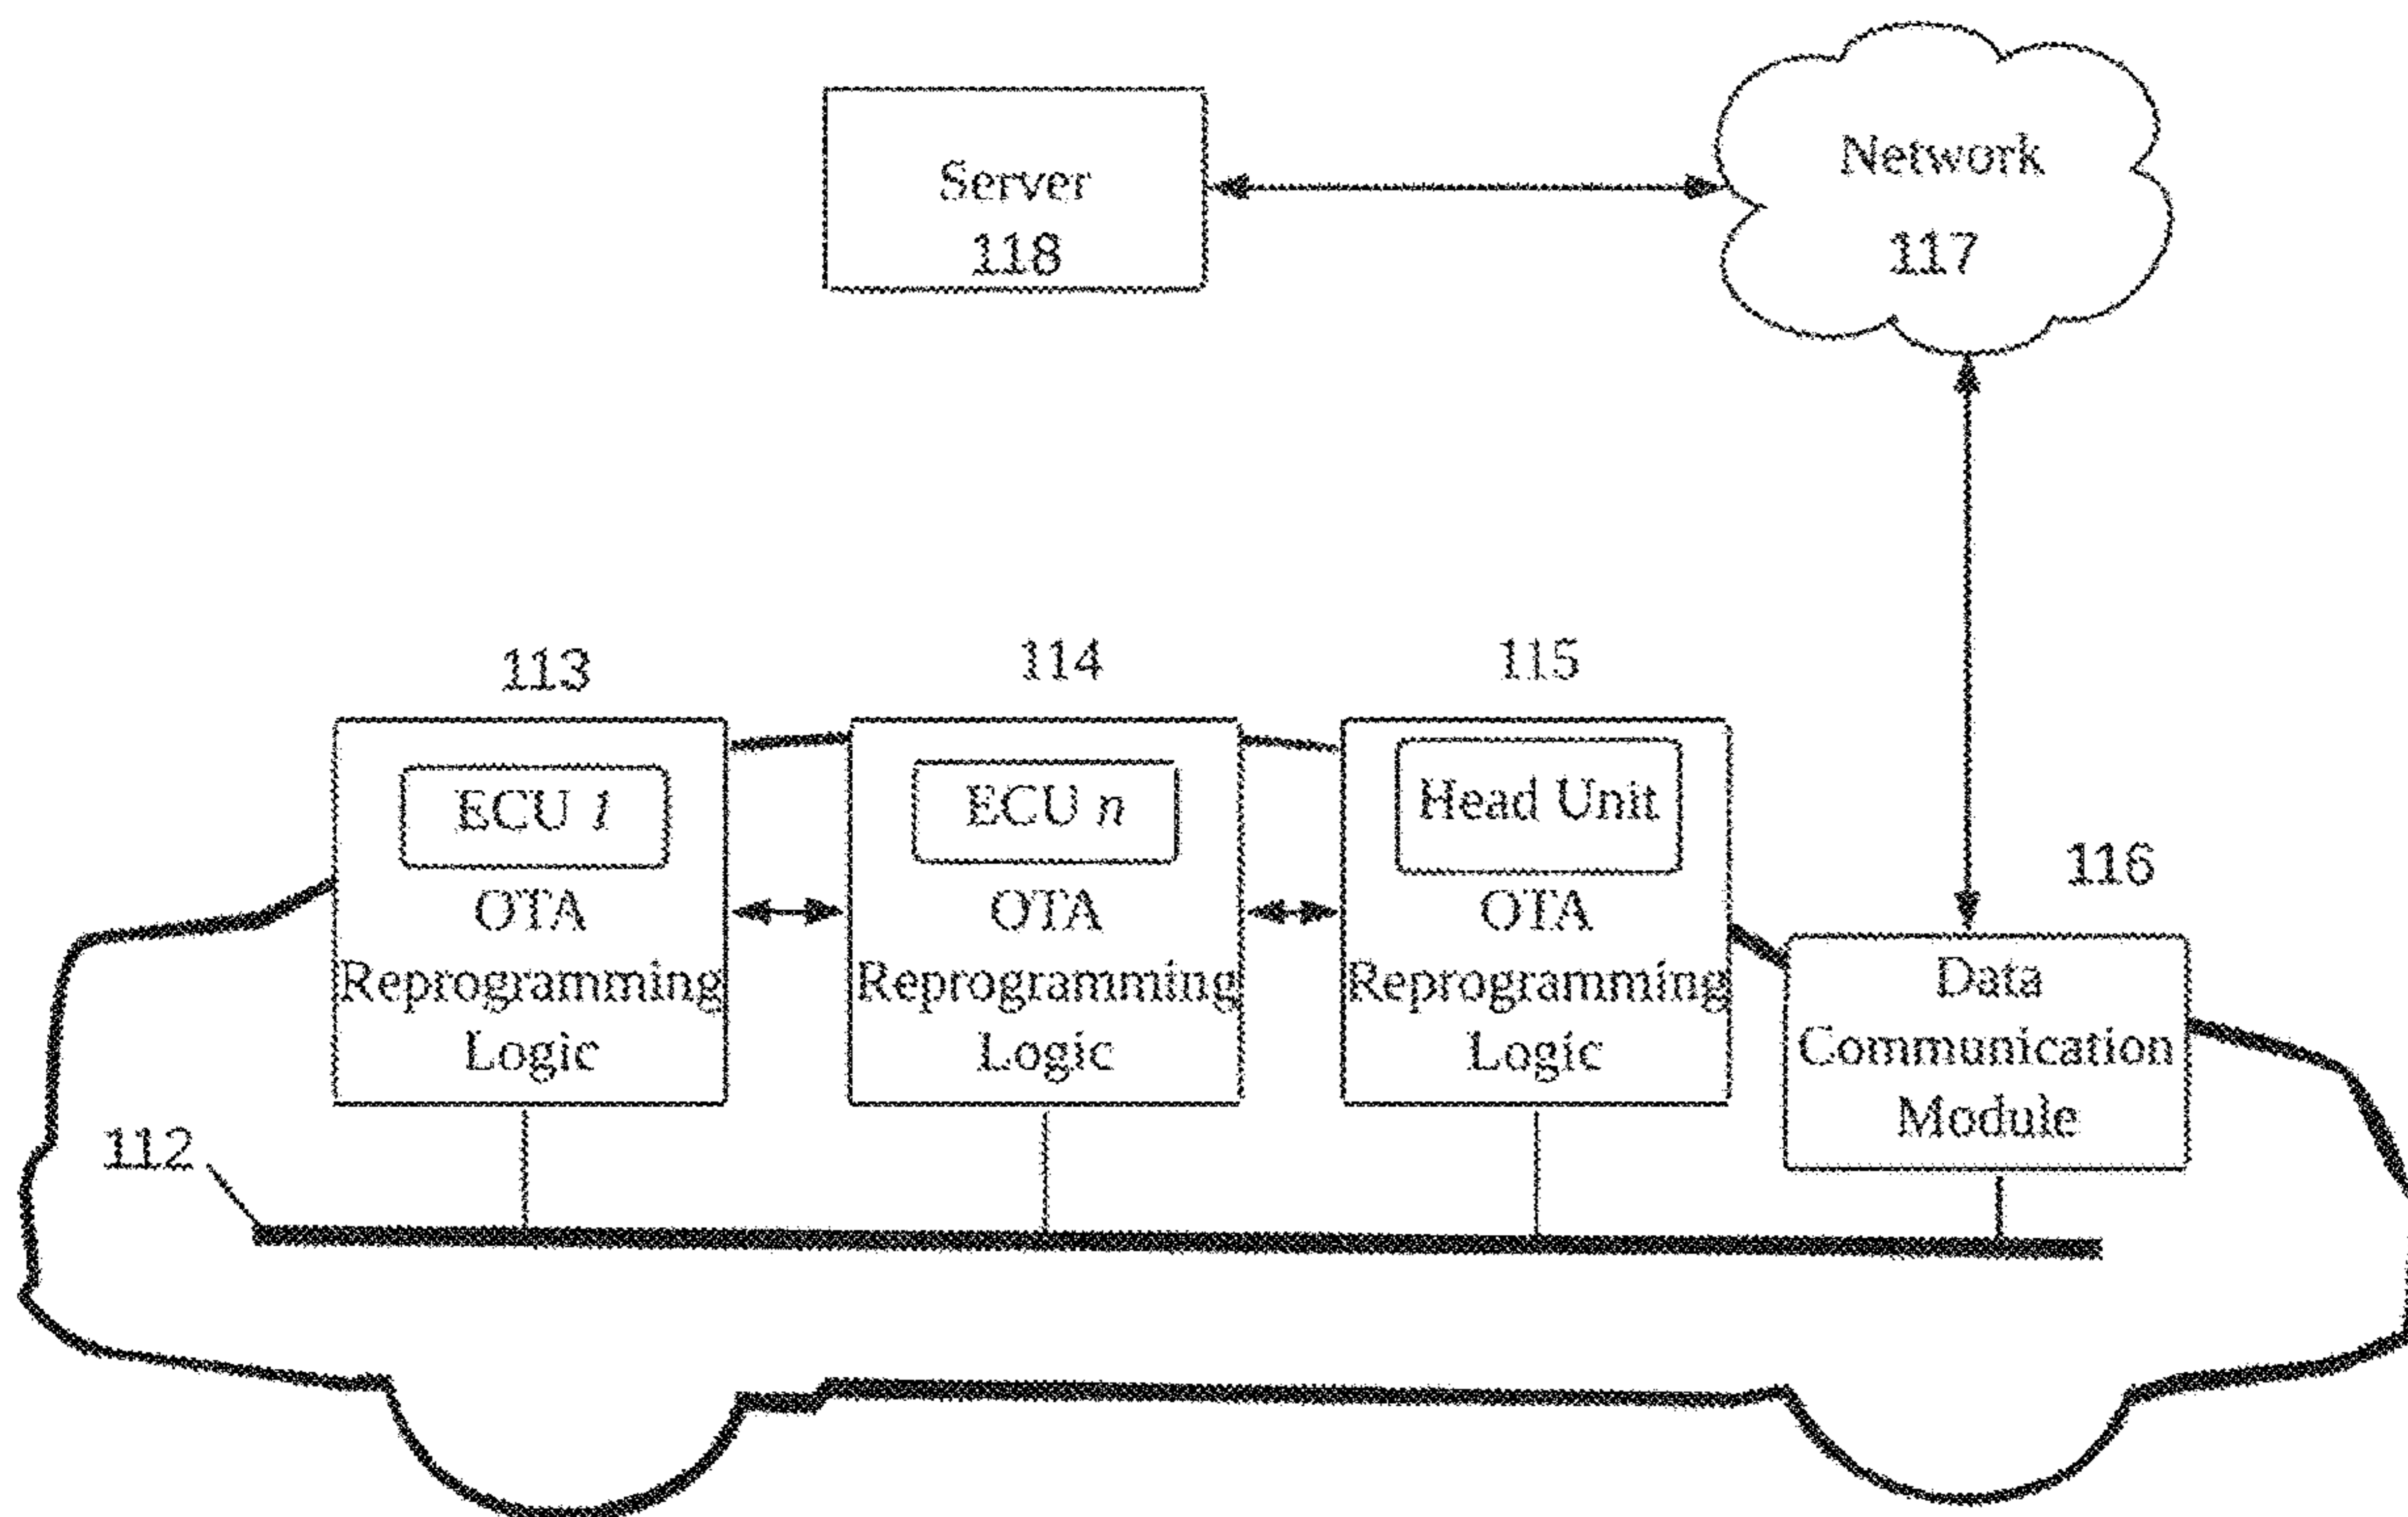 Server
118
Network
117
113
114
115
ECU 1
OTA
Reprogramming
Logic
ECU n
OTA
Reprogramming
Logic
Head Unit
OTA
Reprogramming
Logic
116
Data
Communication
Module
112